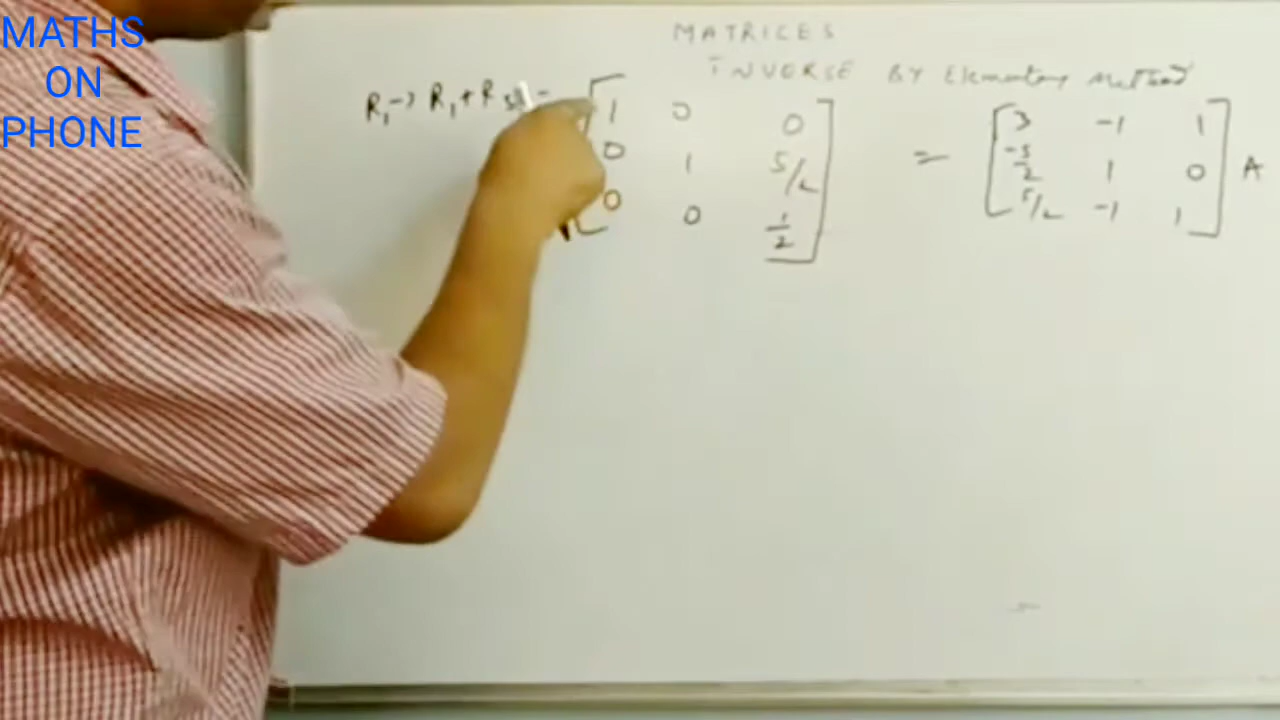 MATHS
ON
PHONE
MATRICES
INVERSE BY Elementary Method
R₁ → R₁ + R₃
1 0 0
0 1 5/2
0 0 1/2
=
3 -1 1
-5/2 1 0
5/2 -1 1
A